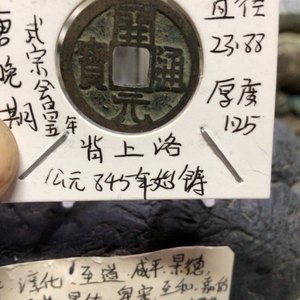 唐晚期
武宗会昌五年
開元通寶
直径
23.88
厚度
1.25
背上洛
公元845年始铸
淳化、至道、咸平、景德、